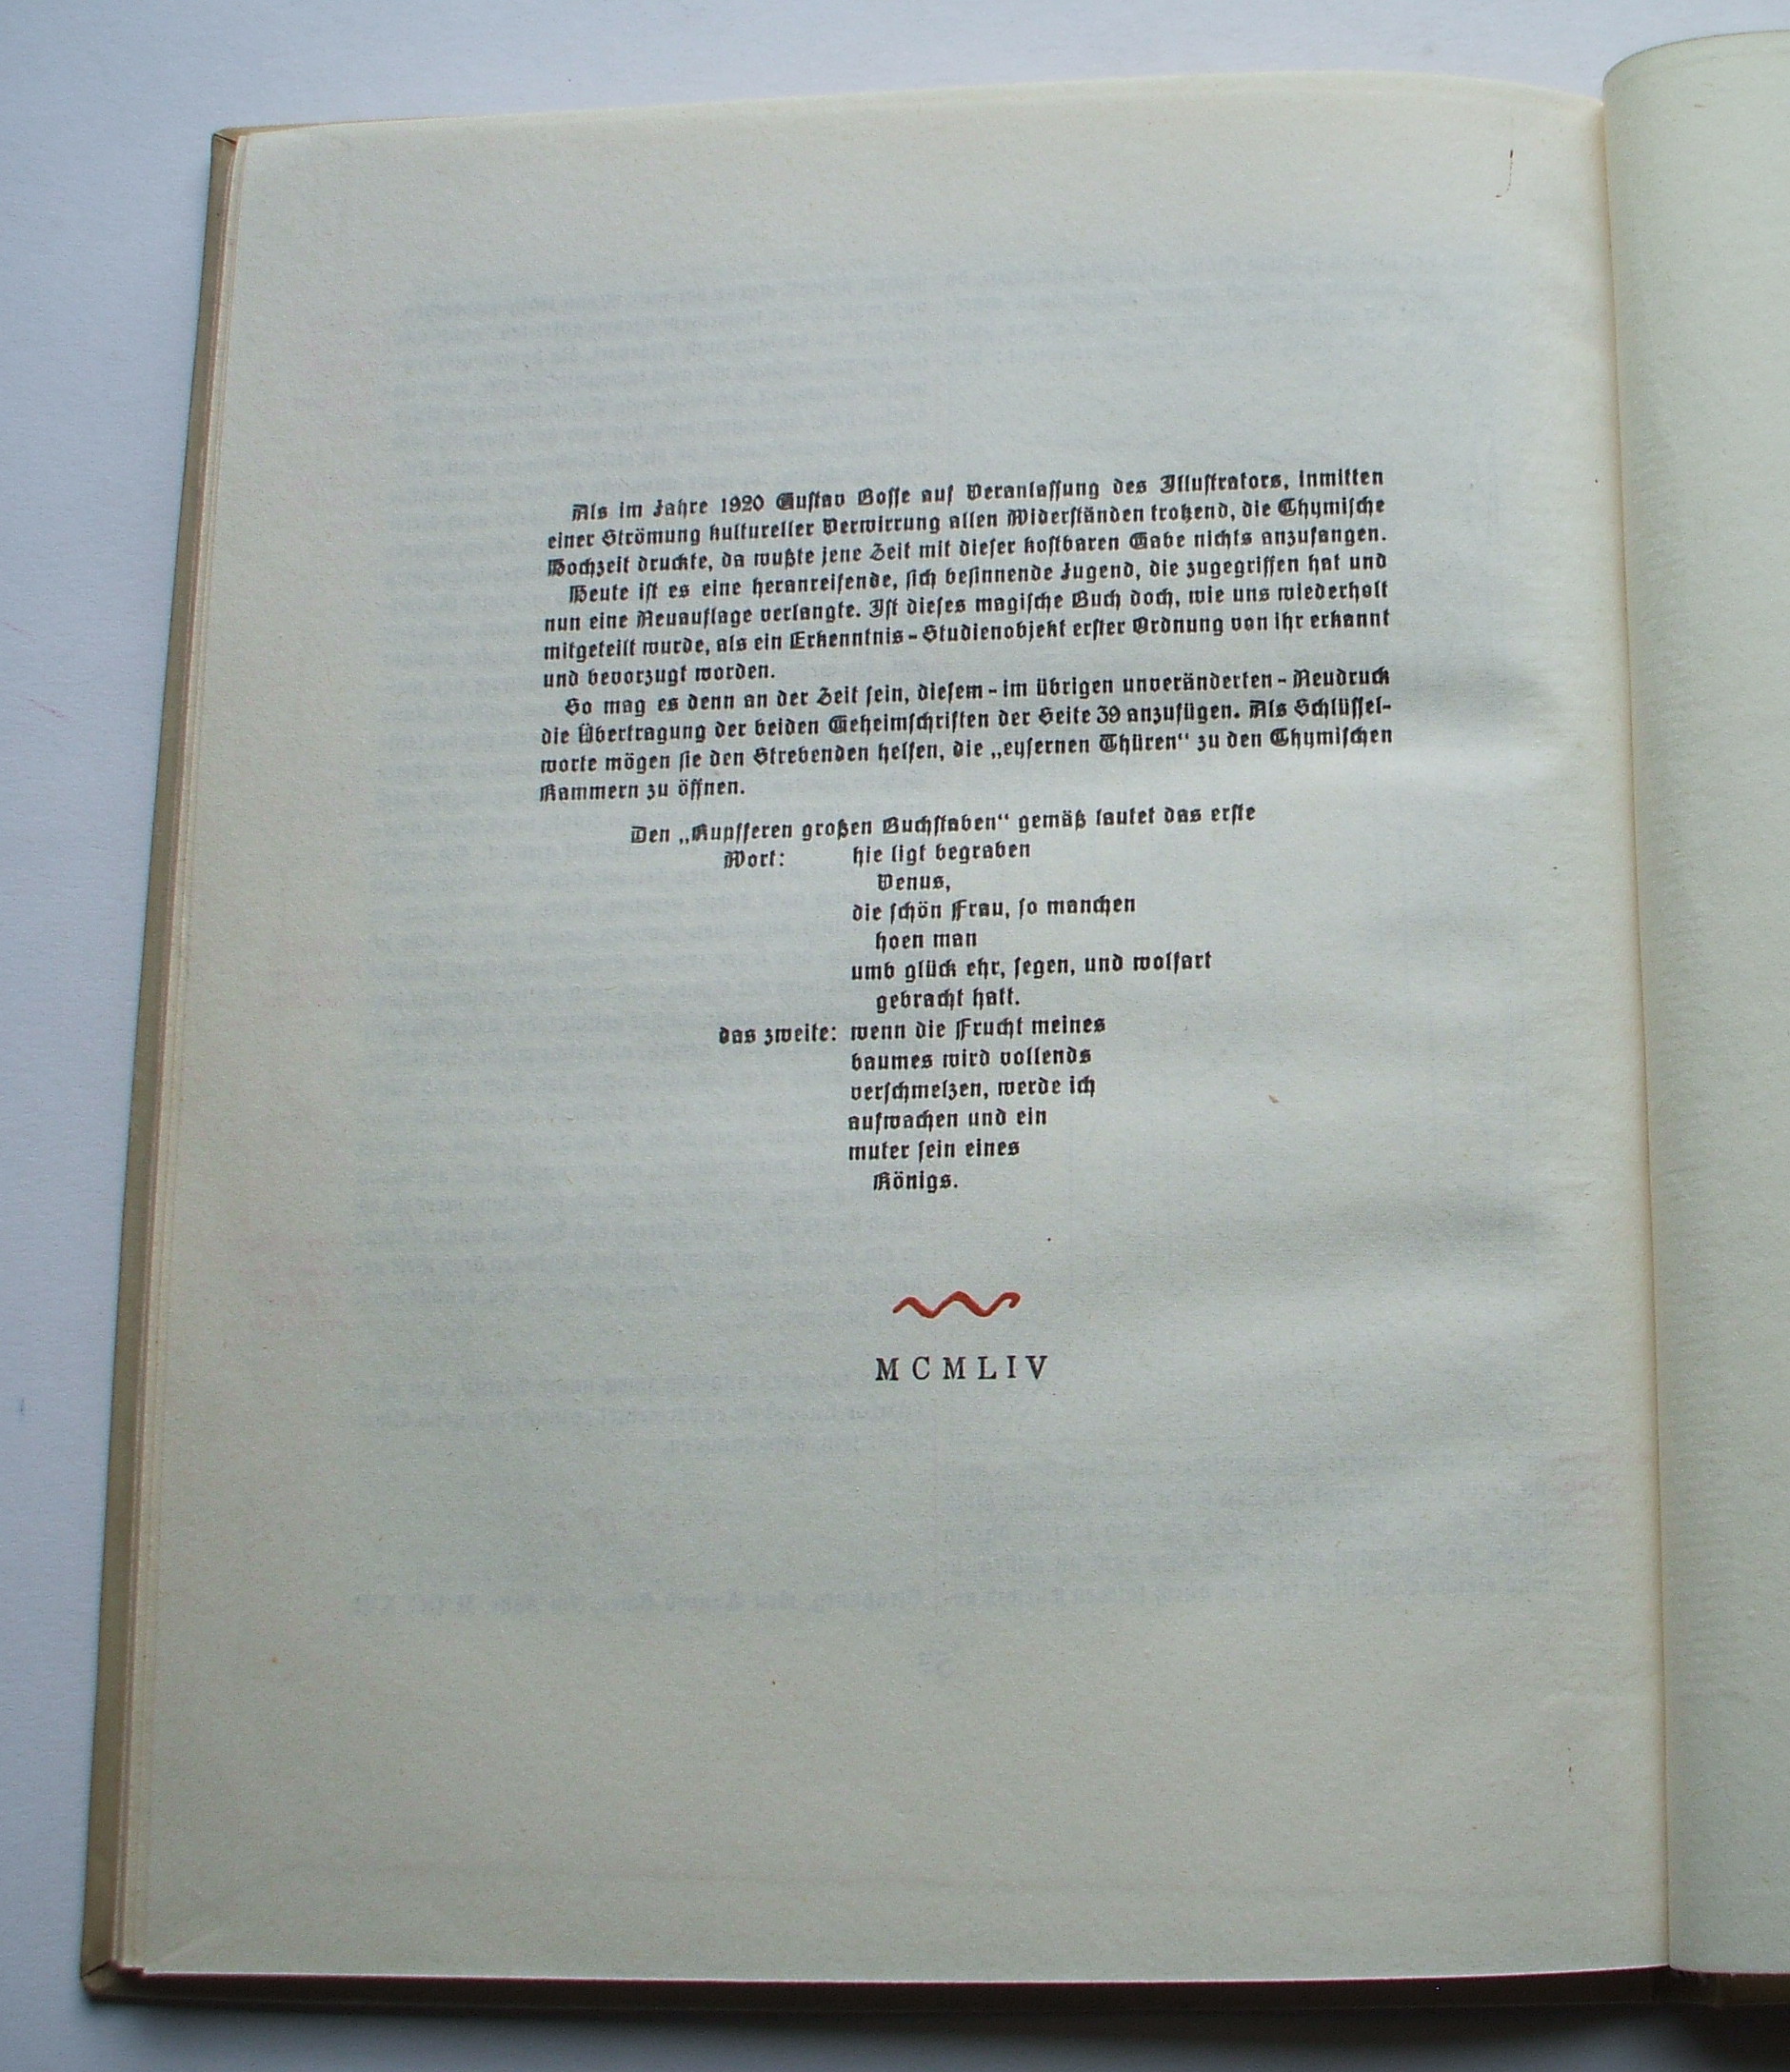 Als im Jahre 1920 Gustav Bosse auf Veranlassung des Illustrators, inmitten
einer Strömung kultureller Verwirrung allen Widerständen trotzend, die Chymische
Hochzeit druckte, da wußte jene Zeit mit dieser kostbaren Gabe nichts anzufangen.
Heute ist es eine heranreifende, sich besinnende Jugend, die zugegriffen hat und
nun eine Neuauflage verlangte. Ist dieses magische Buch doch, wie uns wiederholt
mitgeteilt wurde, als ein Erkenntnis-Studienobjekt erster Ordnung von ihr erkannt
und bevorzugt worden.
So mag es denn an der Zeit sein, diesem - im übrigen unveränderten - Neudruck
die Übertragung der beiden Geheimschriften der Seite 39 anzufügen. Als Schlüssel-
worte mögen sie den Strebenden helfen, die „eysernen Thüren“ zu den Chymischen
Kammern zu öffnen.
Den „Kupfferen großen Buchstaben“ gemäß lautet das erste
Wort: hie ligt begraben
Venus,
die schön Frau, so manchen
hoen man
umb glück ehr, segen, und wolfart
gebracht hatt.
das zweite: wenn die Frucht meines
baumes wird vollends
verschmelzen, werde ich
aufwachen und ein
muter sein eines
Königs.
MCMLIV